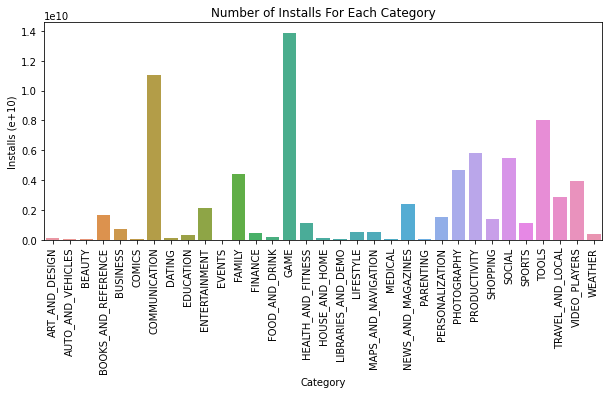 Number of Installs For Each Category
1e10
1.4
1.2
1.0
0.8
0.6
0.4
0.2
0.0
Installs (e+10)
ART_AND_DESIGN
AUTO_AND_VEHICLES
BEAUTY
BOOKS_AND_REFERENCE
BUSINESS
COMICS
COMMUNICATION
DATING
EDUCATION
ENTERTAINMENT
EVENTS
FAMILY
FINANCE
FOOD_AND_DRINK
GAME
HEALTH_AND_FITNESS
HOUSE_AND_HOME
LIBRARIES_AND_DEMO
LIFESTYLE
MAPS_AND_NAVIGATION
MEDICAL
NEWS_AND_MAGAZINES
PARENTING
PERSONALIZATION
PHOTOGRAPHY
PRODUCTIVITY
SHOPPING
SOCIAL
SPORTS
TOOLS
TRAVEL_AND_LOCAL
VIDEO_PLAYERS
WEATHER
Category